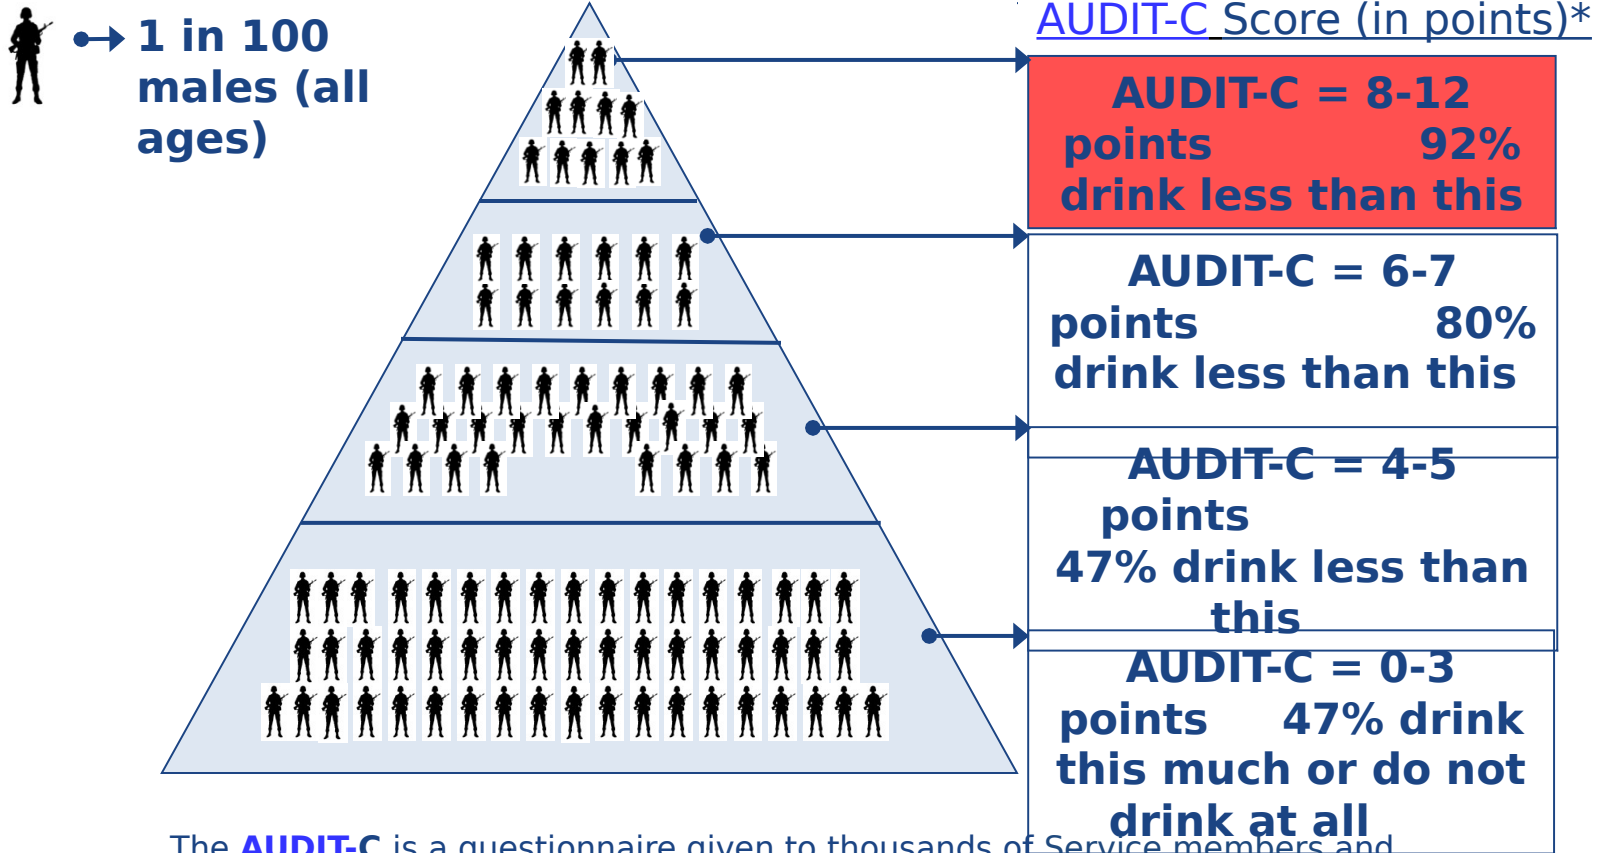 1 in 100
males (all
ages)
AUDIT-C Score (in points)*
AUDIT-C = 8-12
points 92%
drink less than this
AUDIT-C = 6-7
points 80%
drink less than this
AUDIT-C = 4-5
points
47% drink less than
this
AUDIT-C = 0-3
points 47% drink
this much or do not
drink at all
The AUDIT-C is a questionnaire given to thousands of Service members and